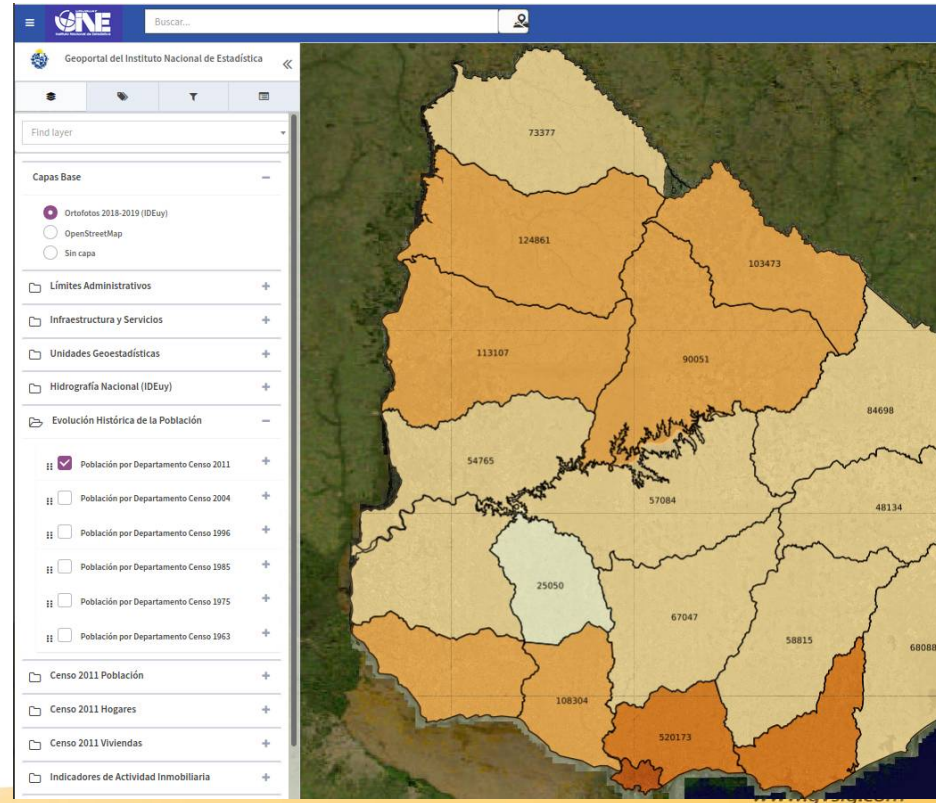 INE
Instituto Nacional de Estadística
Buscar...
Geoportal del Instituto Nacional de Estadística
Find layer
Capas Base
Ortofotos 2018-2019 (IDEuy)
OpenStreetMap
Sin capa
Límites Administrativos
Infraestructura y Servicios
Unidades Geoestadísticas
Hidrografía Nacional (IDEuy)
Evolución Histórica de la Población
Población por Departamento Censo 2011
Población por Departamento Censo 2004
Población por Departamento Censo 1996
Población por Departamento Censo 1985
Población por Departamento Censo 1975
Población por Departamento Censo 1963
Censo 2011 Población
Censo 2011 Hogares
Censo 2011 Viviendas
Indicadores de Actividad Inmobiliaria
73377
124861
103473
113107
90051
84698
54765
57084
48134
25050
67047
58815
68088
108304
520173